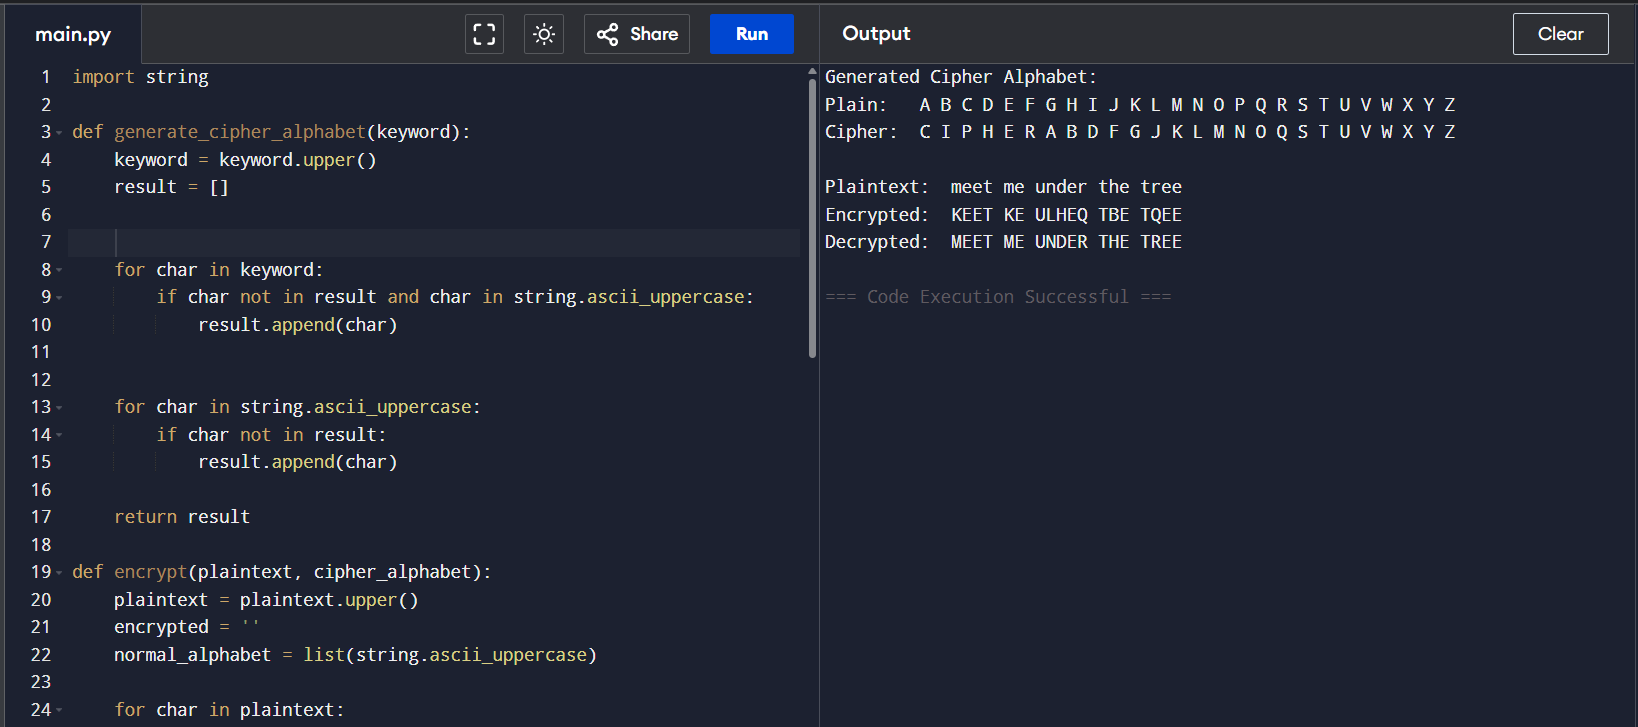 main.py
Share
Run
Output
Clear
1 import string
2
3 def generate_cipher_alphabet(keyword):
4     keyword = keyword.upper()
5     result = []
6
7
8     for char in keyword:
9         if char not in result and char in string.ascii_uppercase:
10             result.append(char)
11
12
13     for char in string.ascii_uppercase:
14         if char not in result:
15             result.append(char)
16
17     return result
18
19 def encrypt(plaintext, cipher_alphabet):
20     plaintext = plaintext.upper()
21     encrypted = ''
22     normal_alphabet = list(string.ascii_uppercase)
23
24     for char in plaintext:
Generated Cipher Alphabet:
Plain:   A B C D E F G H I J K L M N O P Q R S T U V W X Y Z
Cipher:  C I P H E R A B D F G J K L M N O Q S T U V W X Y Z

Plaintext:  meet me under the tree
Encrypted:  KEET KE ULHEQ TBE TQEE
Decrypted:  MEET ME UNDER THE TREE

=== Code Execution Successful ===